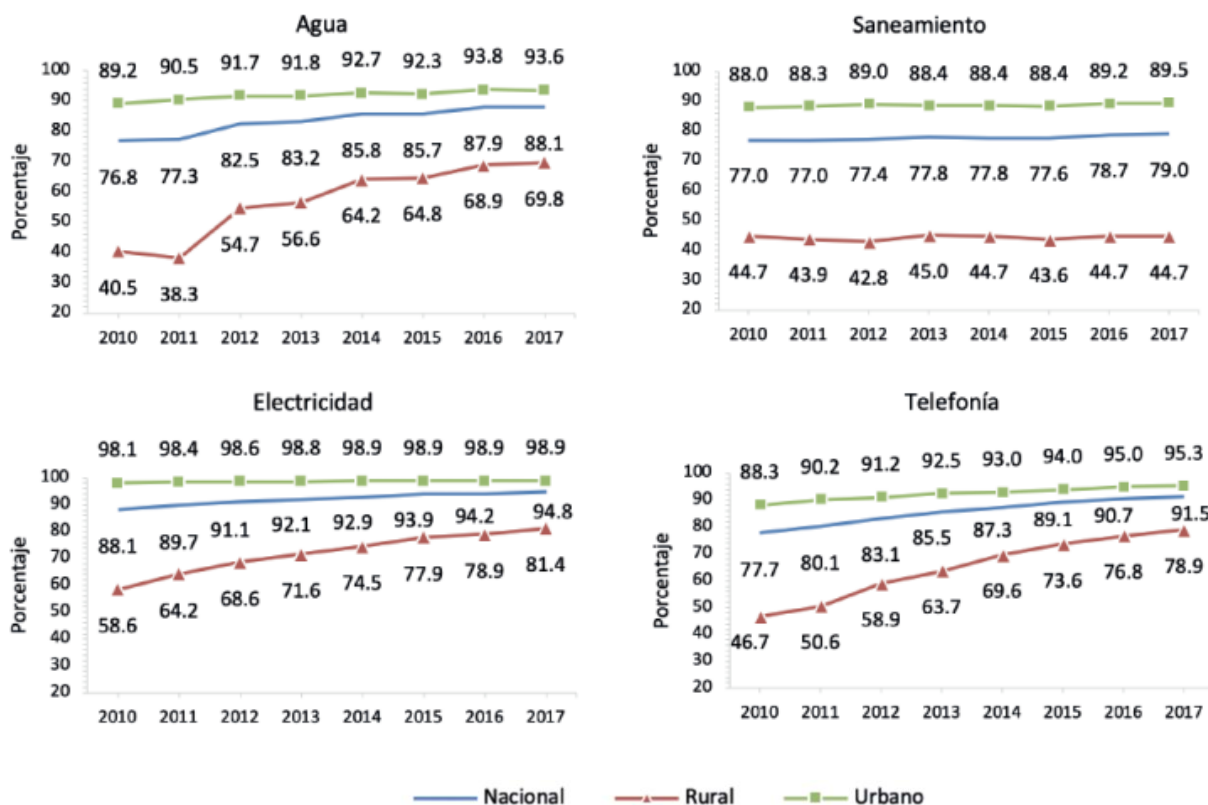 Agua
89.2 90.5 91.7 91.8 92.7 92.3 93.8 93.6
100
90
80
70
60
50
40
30
20
Porcentaje
76.8 77.3 82.5 83.2 85.8 85.7 87.9 88.1
40.5 38.3 54.7 56.6 64.2 64.8 68.9 69.8
2010 2011 2012 2013 2014 2015 2016 2017
Saneamiento
88.0 88.3 89.0 88.4 88.4 88.4 89.2 89.5
100
90
80
70
60
50
40
30
20
Porcentaje
77.0 77.0 77.4 77.8 77.8 77.6 78.7 79.0
44.7 43.9 42.8 45.0 44.7 43.6 44.7 44.7
2010 2011 2012 2013 2014 2015 2016 2017
Electricidad
98.1 98.4 98.6 98.8 98.9 98.9 98.9 98.9
100
90
80
70
60
50
40
30
20
Porcentaje
88.1 89.7 91.1 92.1 92.9 93.9 94.2 94.8
58.6 64.2 68.6 71.6 74.5 77.9 78.9 81.4
2010 2011 2012 2013 2014 2015 2016 2017
Telefonía
88.3 90.2 91.2 92.5 93.0 94.0 95.0 95.3
100
90
80
70
60
50
40
30
20
Porcentaje
77.7 80.1 83.1 85.5 87.3 89.1 90.7 91.5
46.7 50.6 58.9 63.7 69.6 73.6 76.8 78.9
2010 2011 2012 2013 2014 2015 2016 2017
Nacional Rural Urbano